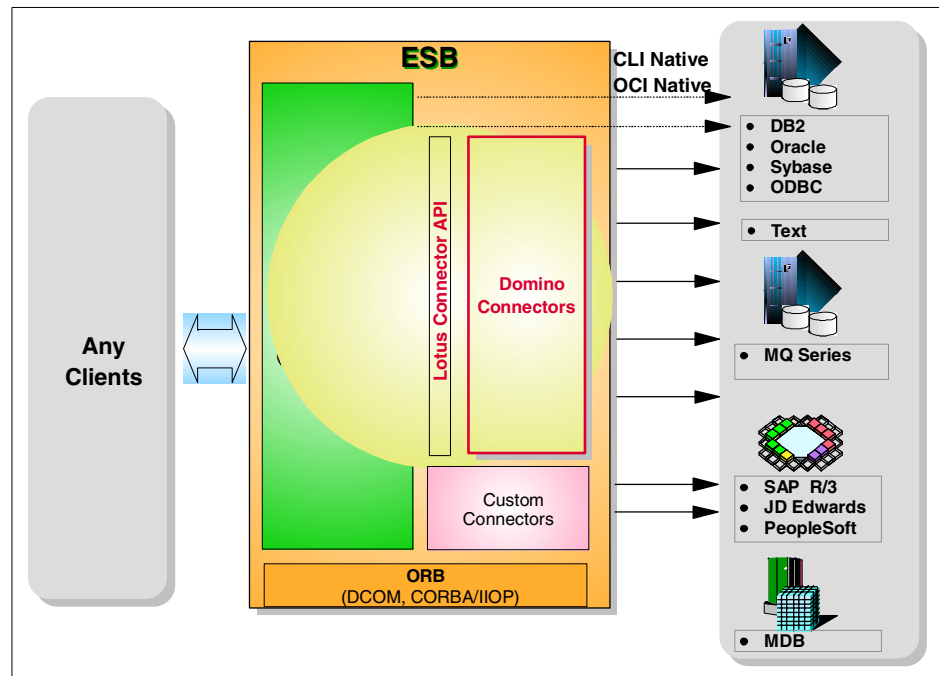 ESB
CLI Native
OCI Native
Any
Clients
Lotus Connector API
Domino
Connectors
Custom
Connectors
ORB
(DCOM, CORBA/IIOP)
• DB2
• Oracle
• Sybase
• ODBC
• Text
• MQ Series
• SAP R/3
• JD Edwards
• PeopleSoft
• MDB